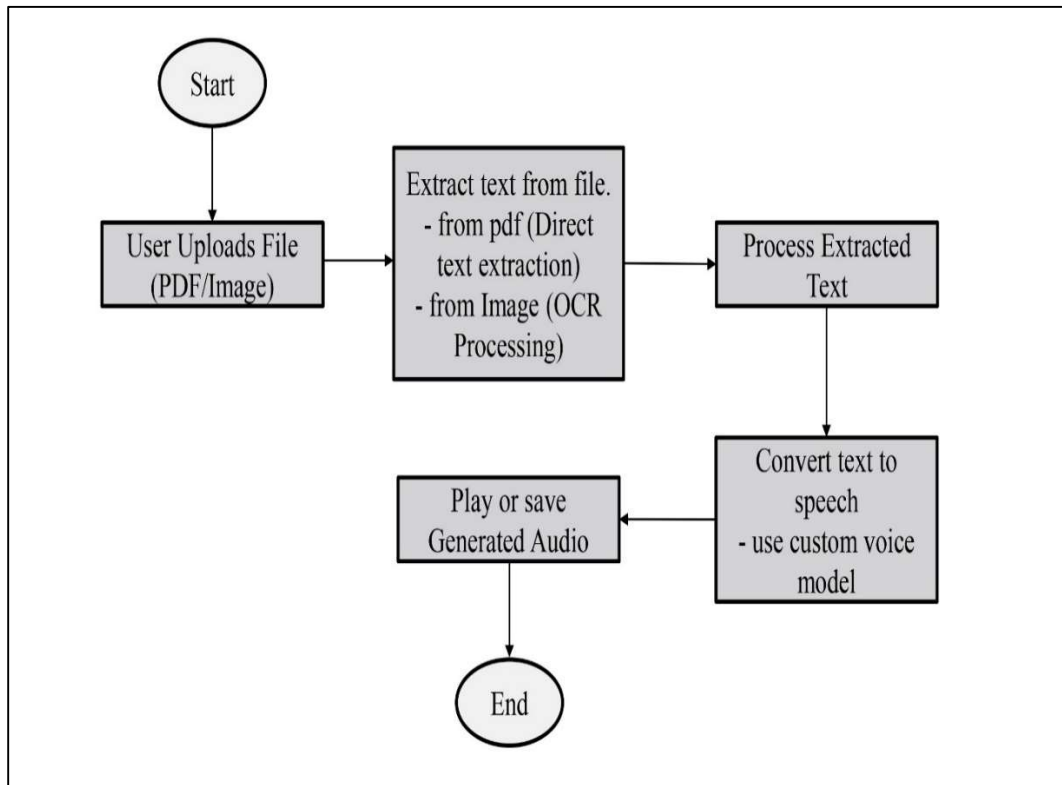 Start
User Uploads File
(PDF/Image)
Extract text from file.
- from pdf (Direct
text extraction)
- from Image (OCR
Processing)
Process Extracted
Text
Convert text to
speech
- use custom voice
model
Play or save
Generated Audio
End